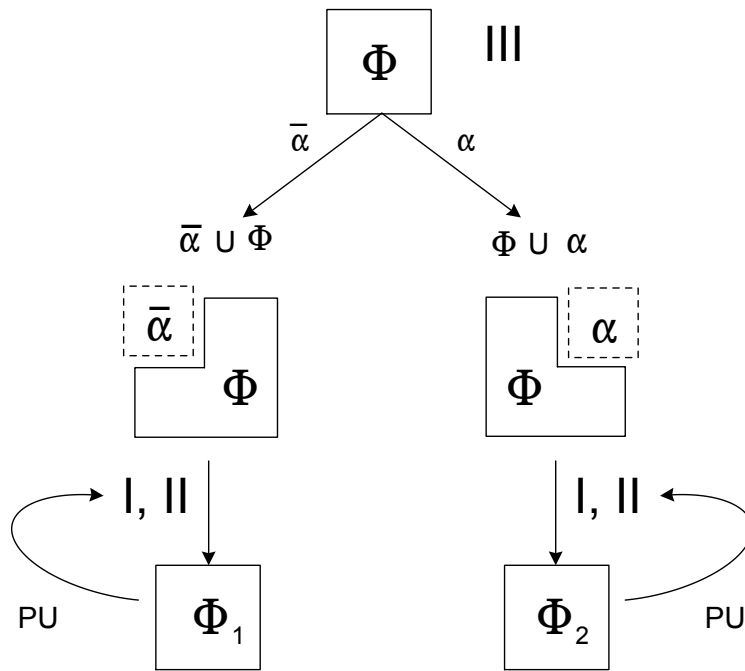 Φ III
ᾱ α
ᾱ ∪ Φ Φ ∪ α
ᾱ α
Φ Φ
I, II I, II
PU PU
Φ₁ Φ₂